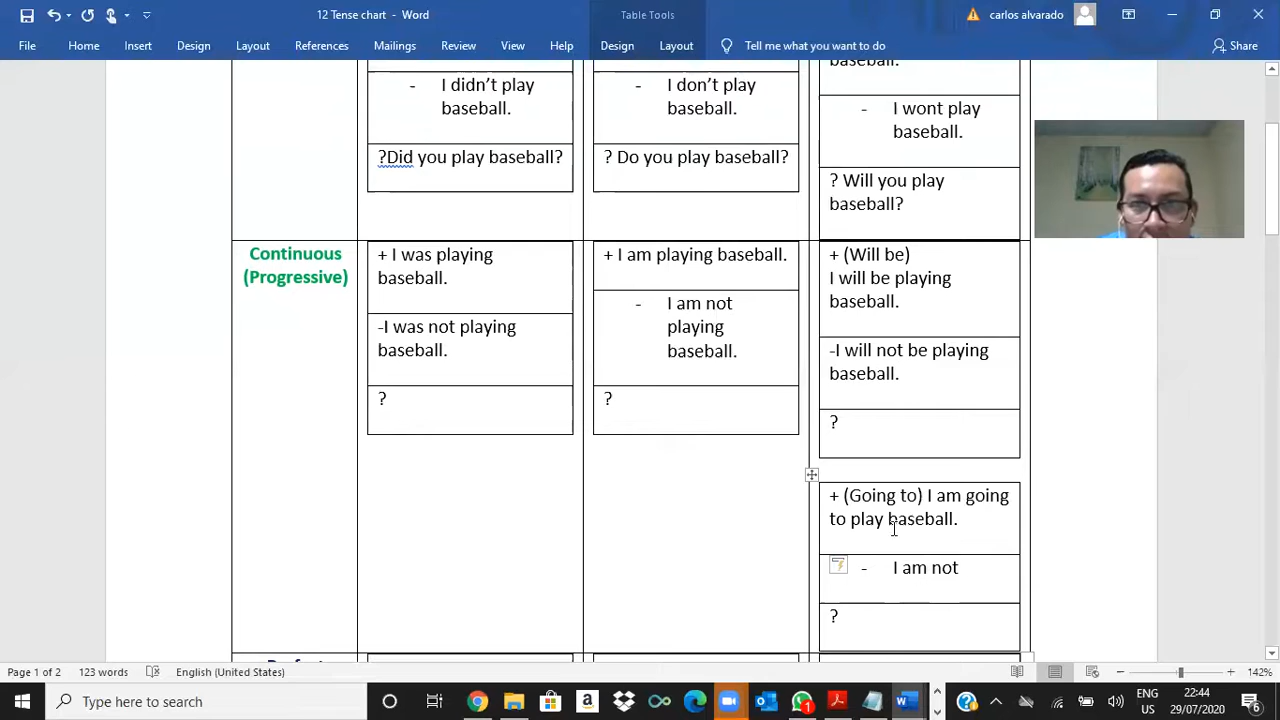 12 Tense chart - Word
Table Tools
carlos alvarado
File Home Insert Design Layout References Mailings Review View Help Design Layout Tell me what you want to do Share
baseball.
- I didn't play
baseball.
- I don't play
baseball.
- I wont play
baseball.
?Did you play baseball?
? Do you play baseball?
? Will you play
baseball?
Continuous
(Progressive)
+ I was playing
baseball.
+ I am playing baseball.
+ (Will be)
I will be playing
baseball.
-I was not playing
baseball.
- I am not
playing
baseball.
-I will not be playing
baseball.
?
?
?
+ (Going to) I am going
to play baseball.
- I am not
?
Page 1 of 2 123 words English (United States) 142%
Type here to search
1
ENG
US
22:44
29/07/2020
6